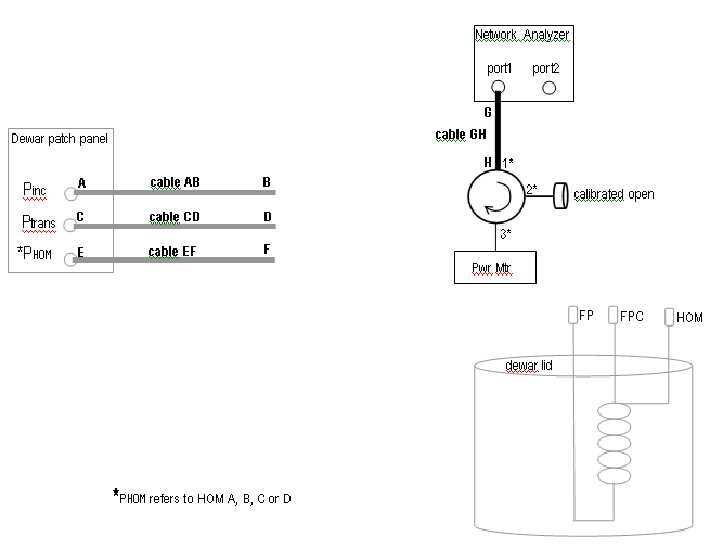 Network Analyzer
port1 port2
G
cable GH
H 1*
2* calibrated open
3*
Pwr Mtr
Dewar patch panel
Pinc A cable AB B
Ptrans C cable CD D
*PHOM E cable EF F
FP FPC HOM
dewar lid
*PHOM refers to HOM A, B, C or D